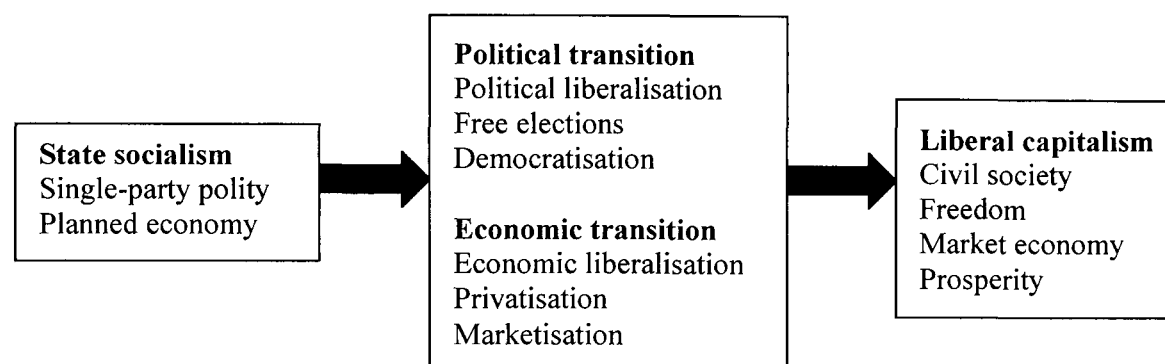 State socialism
Single-party polity
Planned economy
Political transition
Political liberalisation
Free elections
Democratisation
Economic transition
Economic liberalisation
Privatisation
Marketisation
Liberal capitalism
Civil society
Freedom
Market economy
Prosperity